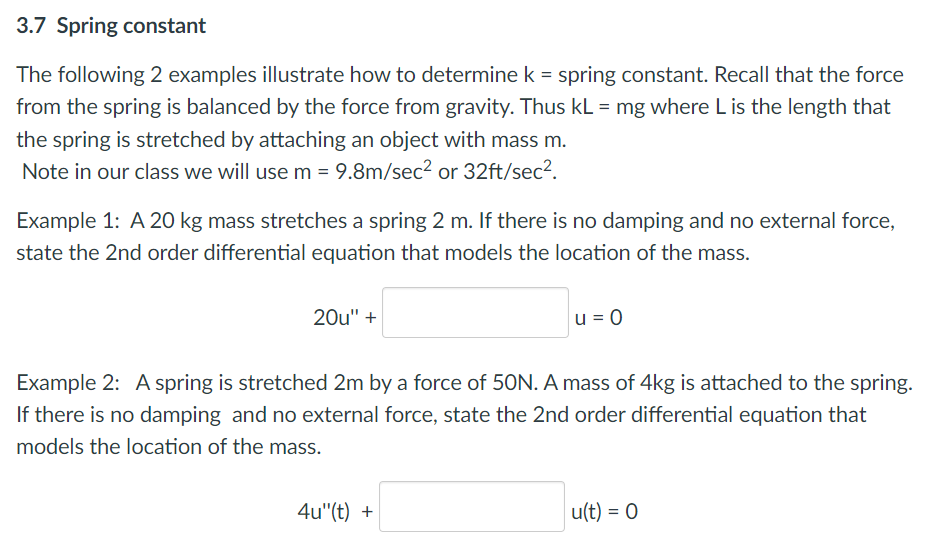 3.7 Spring constant
The following 2 examples illustrate how to determine k = spring constant. Recall that the force
from the spring is balanced by the force from gravity. Thus kL = mg where L is the length that
the spring is stretched by attaching an object with mass m.
Note in our class we will use m = 9.8m/sec² or 32ft/sec².
Example 1: A 20 kg mass stretches a spring 2 m. If there is no damping and no external force,
state the 2nd order differential equation that models the location of the mass.
20u" + u = 0
Example 2: A spring is stretched 2m by a force of 50N. A mass of 4kg is attached to the spring.
If there is no damping and no external force, state the 2nd order differential equation that
models the location of the mass.
4u"(t) + u(t) = 0